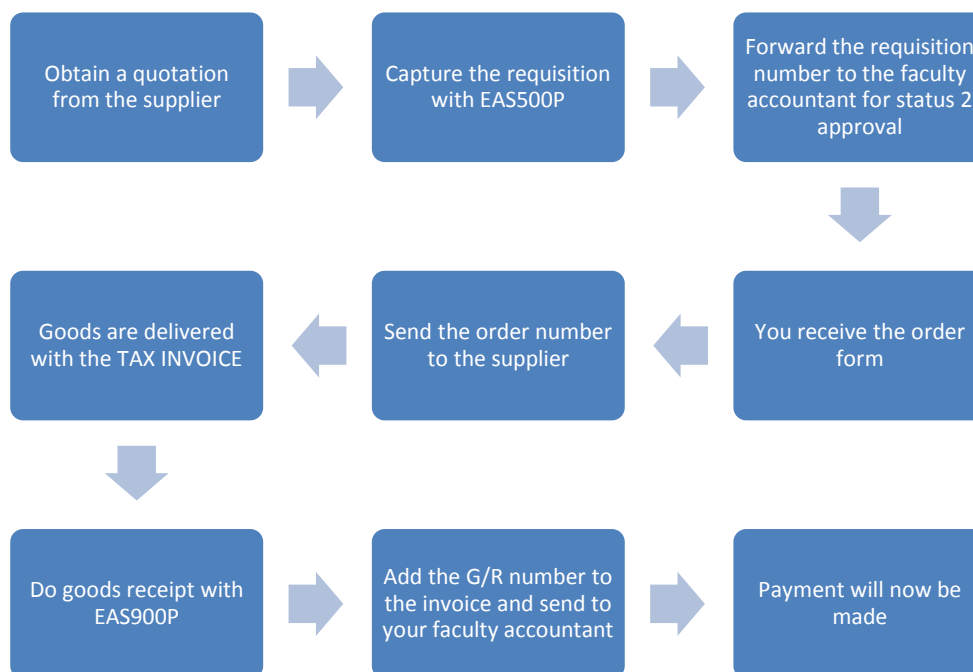 Obtain a quotation
from the supplier
Capture the requisition
with EAS500P
Forward the requisition
number to the faculty
accountant for status 2
approval
You receive the order
form
Send the order number
to the supplier
Goods are delivered
with the TAX INVOICE
Do goods receipt with
EAS900P
Add the G/R number to
the invoice and send to
your faculty accountant
Payment will now be
made